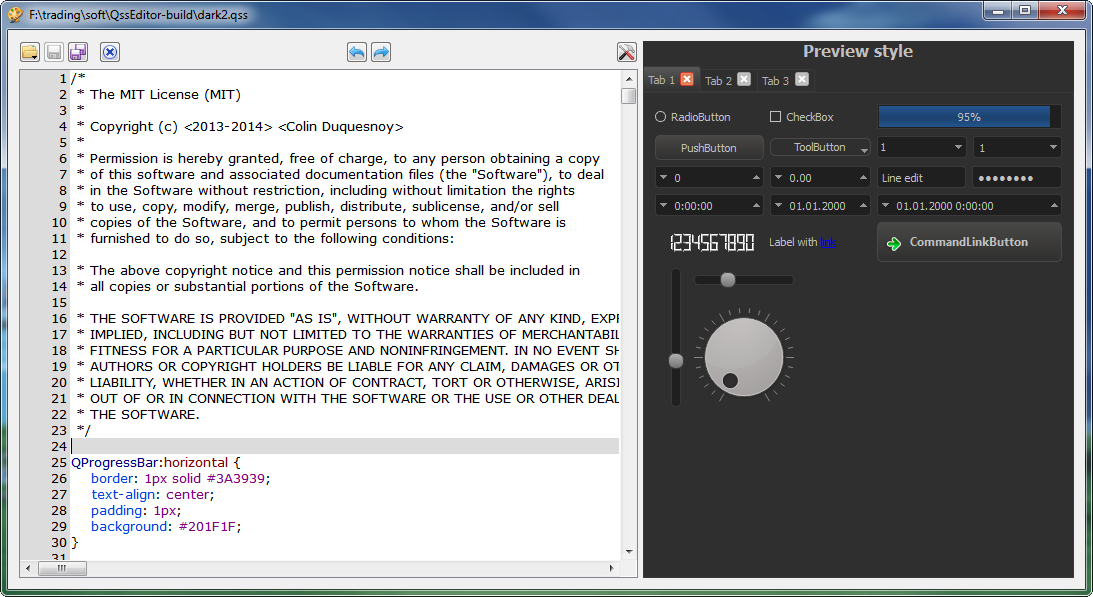 F:\trading\soft\QssEditor-build\dark2.qss
1 /*
2 * The MIT License (MIT)
3 *
4 * Copyright (c) <2013-2014> <Colin Duquesnoy>
5 *
6 * Permission is hereby granted, free of charge, to any person obtaining a copy
7 * of this software and associated documentation files (the "Software"), to deal
8 * in the Software without restriction, including without limitation the rights
9 * to use, copy, modify, merge, publish, distribute, sublicense, and/or sell
10 * copies of the Software, and to permit persons to whom the Software is
11 * furnished to do so, subject to the following conditions:
12
13 * The above copyright notice and this permission notice shall be included in
14 * all copies or substantial portions of the Software.
15
16 * THE SOFTWARE IS PROVIDED "AS IS", WITHOUT WARRANTY OF ANY KIND, EXPR
17 * IMPLIED, INCLUDING BUT NOT LIMITED TO THE WARRANTIES OF MERCHANTABIL
18 * FITNESS FOR A PARTICULAR PURPOSE AND NONINFRINGEMENT. IN NO EVENT SH
19 * AUTHORS OR COPYRIGHT HOLDERS BE LIABLE FOR ANY CLAIM, DAMAGES OR OT
20 * LIABILITY, WHETHER IN AN ACTION OF CONTRACT, TORT OR OTHERWISE, ARISI
21 * OUT OF OR IN CONNECTION WITH THE SOFTWARE OR THE USE OR OTHER DEAL
22 * THE SOFTWARE.
23 */
24
25 QProgressBar:horizontal {
26 border: 1px solid #3A3939;
27 text-align: center;
28 padding: 1px;
29 background: #201F1F;
30 }
31
Preview style
Tab 1 Tab 2 Tab 3
RadioButton CheckBox 95%
PushButton ToolButton 1 1
0 0.00 Line edit ●●●●●●●●
0:00:00 01.01.2000 01.01.2000 0:00:00
1234567890 Label with link CommandLinkButton